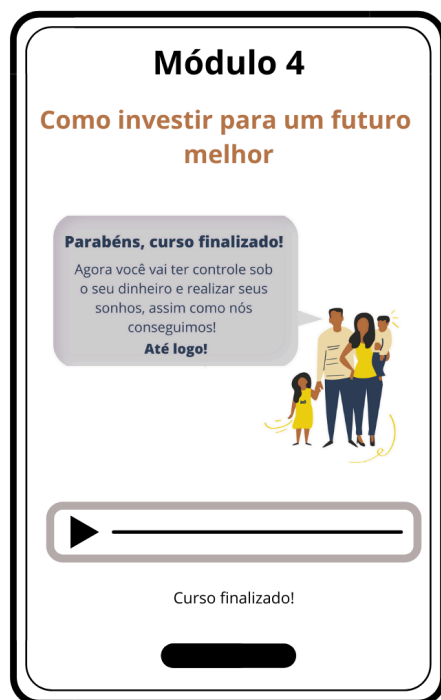 Módulo 4
Como investir para um futuro
melhor
Parabéns, curso finalizado!
Agora você vai ter controle sob
o seu dinheiro e realizar seus
sonhos, assim como nós
conseguimos!
Até logo!
Curso finalizado!